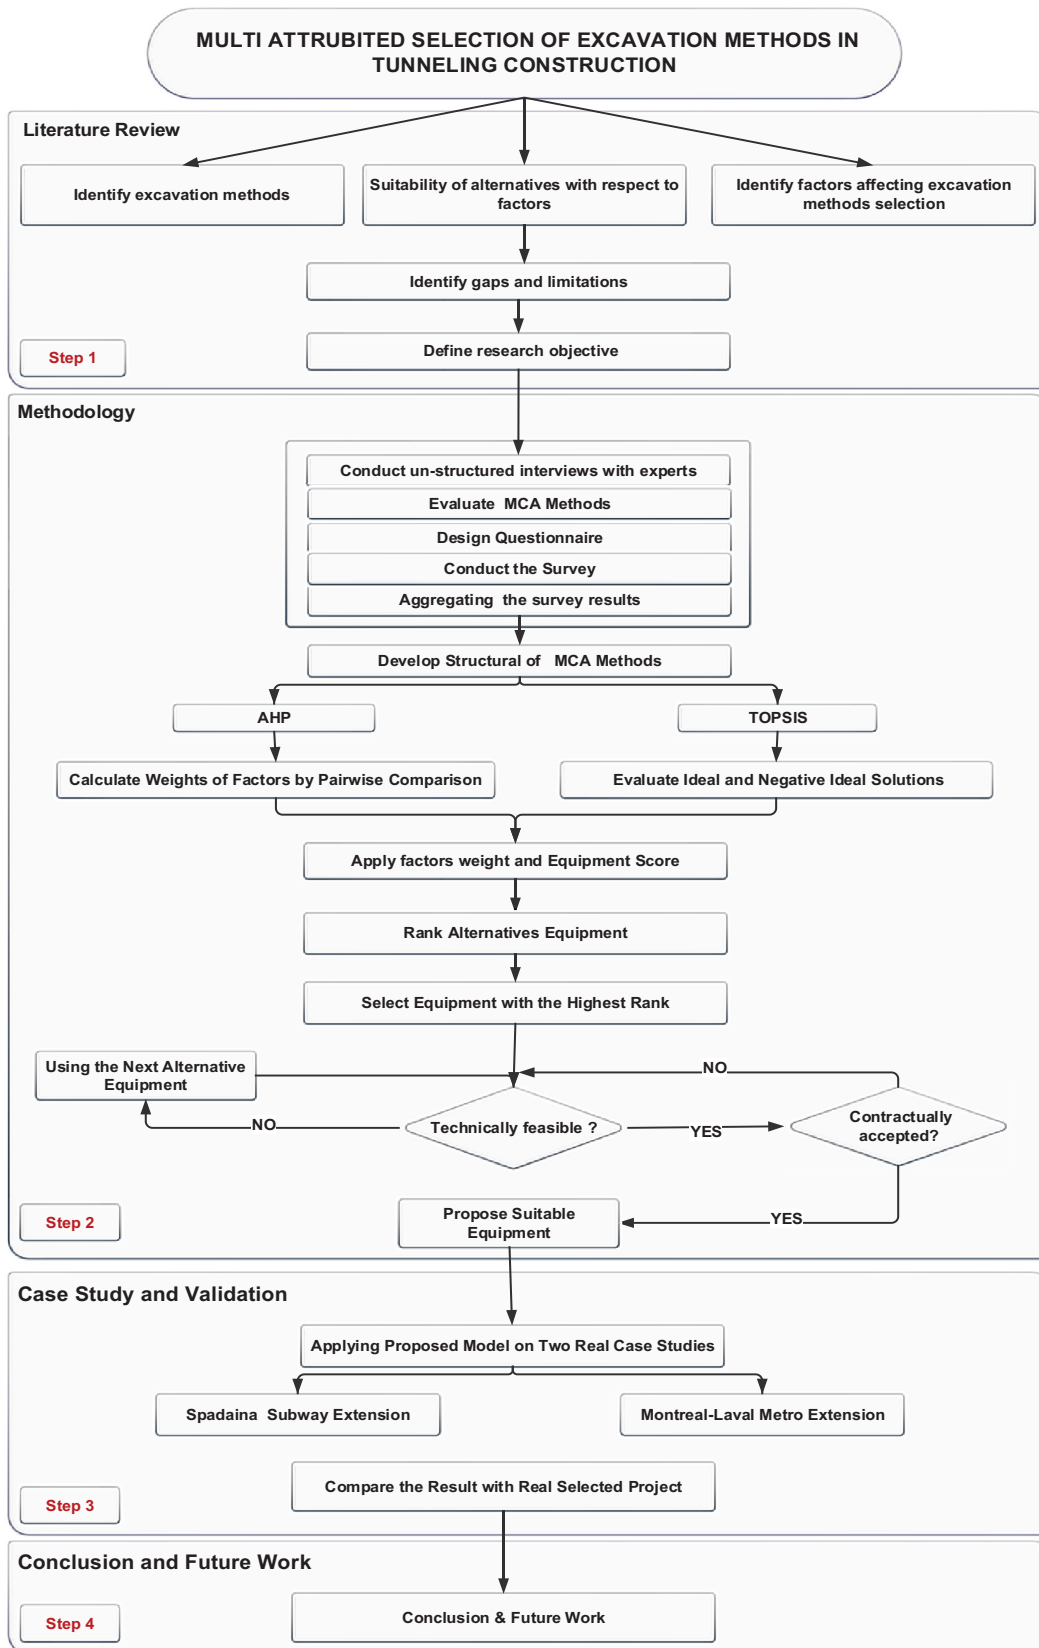 MULTI ATTRUBITED SELECTION OF EXCAVATION METHODS IN
TUNNELING CONSTRUCTION
Literature Review
Identify excavation methods
Suitability of alternatives with respect to
factors
Identify factors affecting excavation
methods selection
Identify gaps and limitations
Define research objective
Step 1
Methodology
Conduct un-structured interviews with experts
Evaluate MCA Methods
Design Questionnaire
Conduct the Survey
Aggregating the survey results
Develop Structural of MCA Methods
AHP
TOPSIS
Calculate Weights of Factors by Pairwise Comparison
Evaluate Ideal and Negative Ideal Solutions
Apply factors weight and Equipment Score
Rank Alternatives Equipment
Select Equipment with the Highest Rank
Using the Next Alternative
Equipment
NO
Technically feasible ?
YES
NO
Contractually
accepted?
YES
Propose Suitable
Equipment
Step 2
Case Study and Validation
Applying Proposed Model on Two Real Case Studies
Spadaina Subway Extension
Montreal-Laval Metro Extension
Compare the Result with Real Selected Project
Step 3
Conclusion and Future Work
Conclusion & Future Work
Step 4